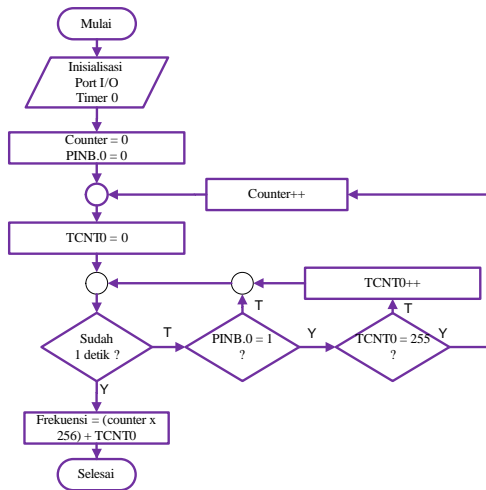 Mulai
Inisialisasi
Port I/O
Timer 0
Counter = 0
PINB.0 = 0
Counter++
TCNT0 = 0
TCNT0++
T
T
Sudah
1 detik ?
T
PINB.0 = 1
?
Y
TCNT0 = 255
?
Y
Y
Frekuensi = (counter x
256) + TCNT0
Selesai